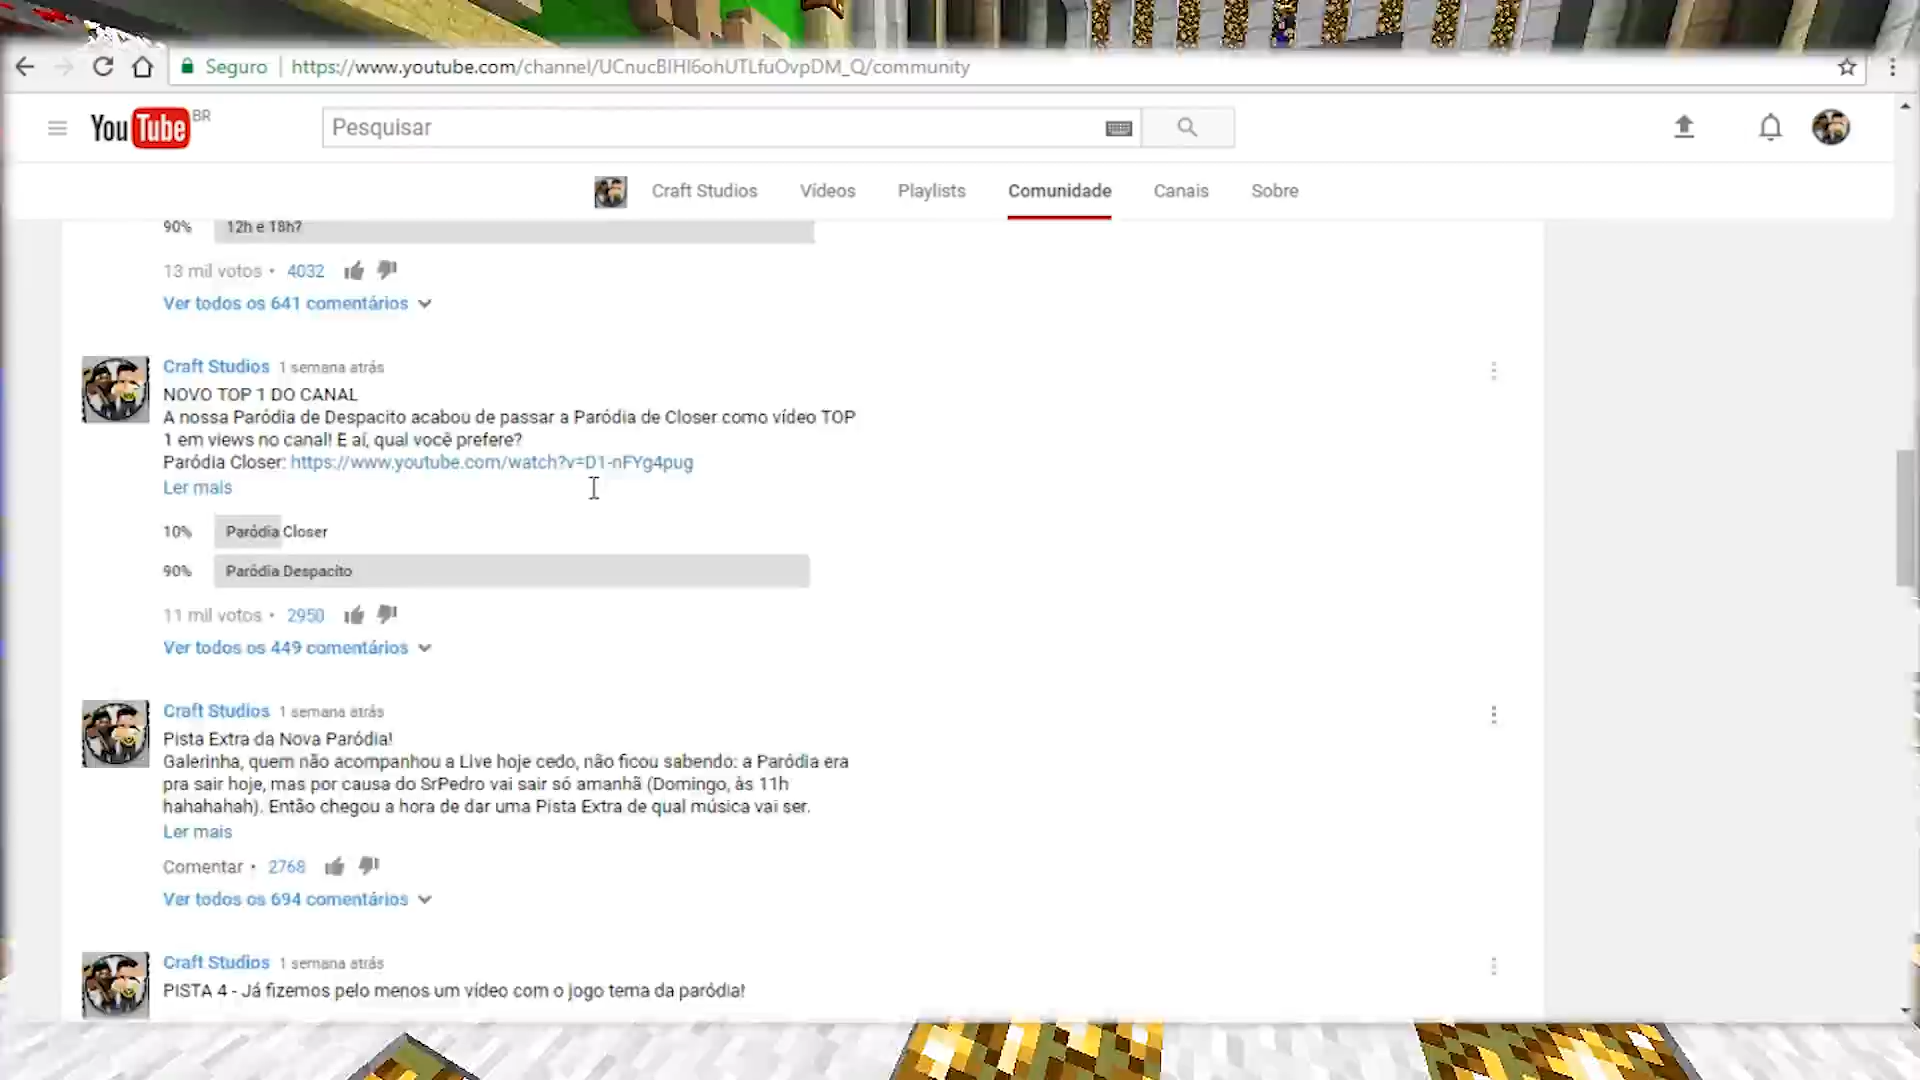 Seguro https://www.youtube.com/channel/UCnucBIHI6ohUTLfuOvpDM_Q/community
YouTube BR
Pesquisar
Craft Studios Vídeos Playlists Comunidade Canais Sobre
90% 12h e 18h?
13 mil votos • 4032
Ver todos os 641 comentários
Craft Studios 1 semana atrás
NOVO TOP 1 DO CANAL
A nossa Paródia de Despacito acabou de passar a Paródia de Closer como vídeo TOP
1 em views no canal! E aí, qual você prefere?
Paródia Closer: https://www.youtube.com/watch?v=D1-nFYg4pug
Ler mais
10% Paródia Closer
90% Paródia Despacito
11 mil votos • 2950
Ver todos os 449 comentários
Craft Studios 1 semana atrás
Pista Extra da Nova Paródia!
Galerinha, quem não acompanhou a Live hoje cedo, não ficou sabendo: a Paródia era
pra sair hoje, mas por causa do SrPedro vai sair só amanhã (Domingo, às 11h
hahahahah). Então chegou a hora de dar uma Pista Extra de qual música vai ser.
Ler mais
Comentar • 2768
Ver todos os 694 comentários
Craft Studios 1 semana atrás
PISTA 4 - Já fizemos pelo menos um vídeo com o jogo tema da paródia!